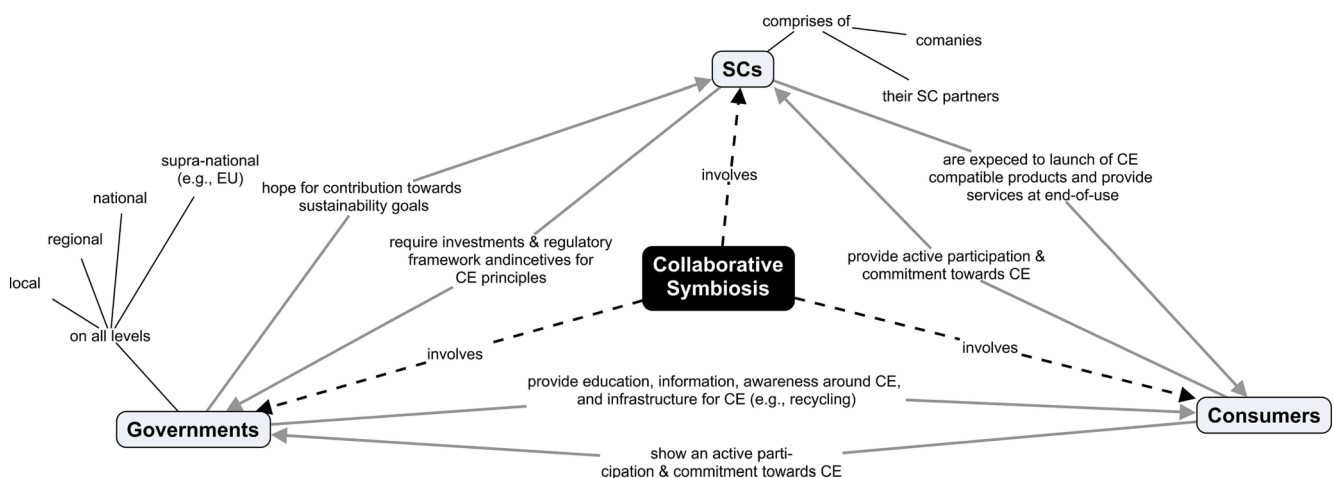 comprises of
comanies
SCs
their SC partners
supra-national
(e.g., EU)
are expeced to launch of CE
compatible products and provide
services at end-of-use
involves
hope for contribution towards
sustainability goals
national
regional
require investments & regulatory
framework andincetives for
CE principles
provide active participation &
commitment towards CE
Collaborative
Symbiosis
local
on all levels
involves
involves
provide education, information, awareness around CE,
and infrastructure for CE (e.g., recycling)
Governments
Consumers
show an active parti-
cipation & commitment towards CE